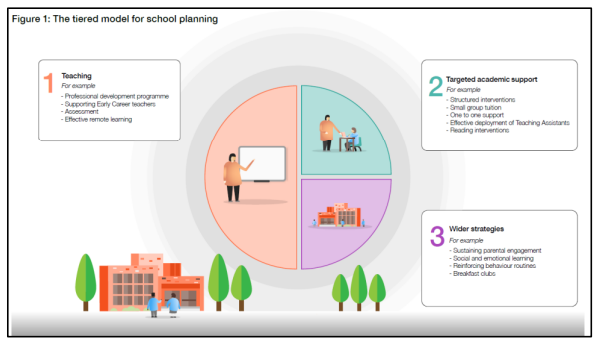 Figure 1: The tiered model for school planning
1
Teaching
For example
- Professional development programme
- Supporting Early Career teachers
- Assessment
- Effective remote learning
2
Targeted academic support
For example
- Structured interventions
- Small group tuition
- One to one support
- Effective deployment of Teaching Assistants
- Reading interventions
3
Wider strategies
For example
- Sustaining parental engagement
- Social and emotional learning
- Reinforcing behaviour routines
- Breakfast clubs